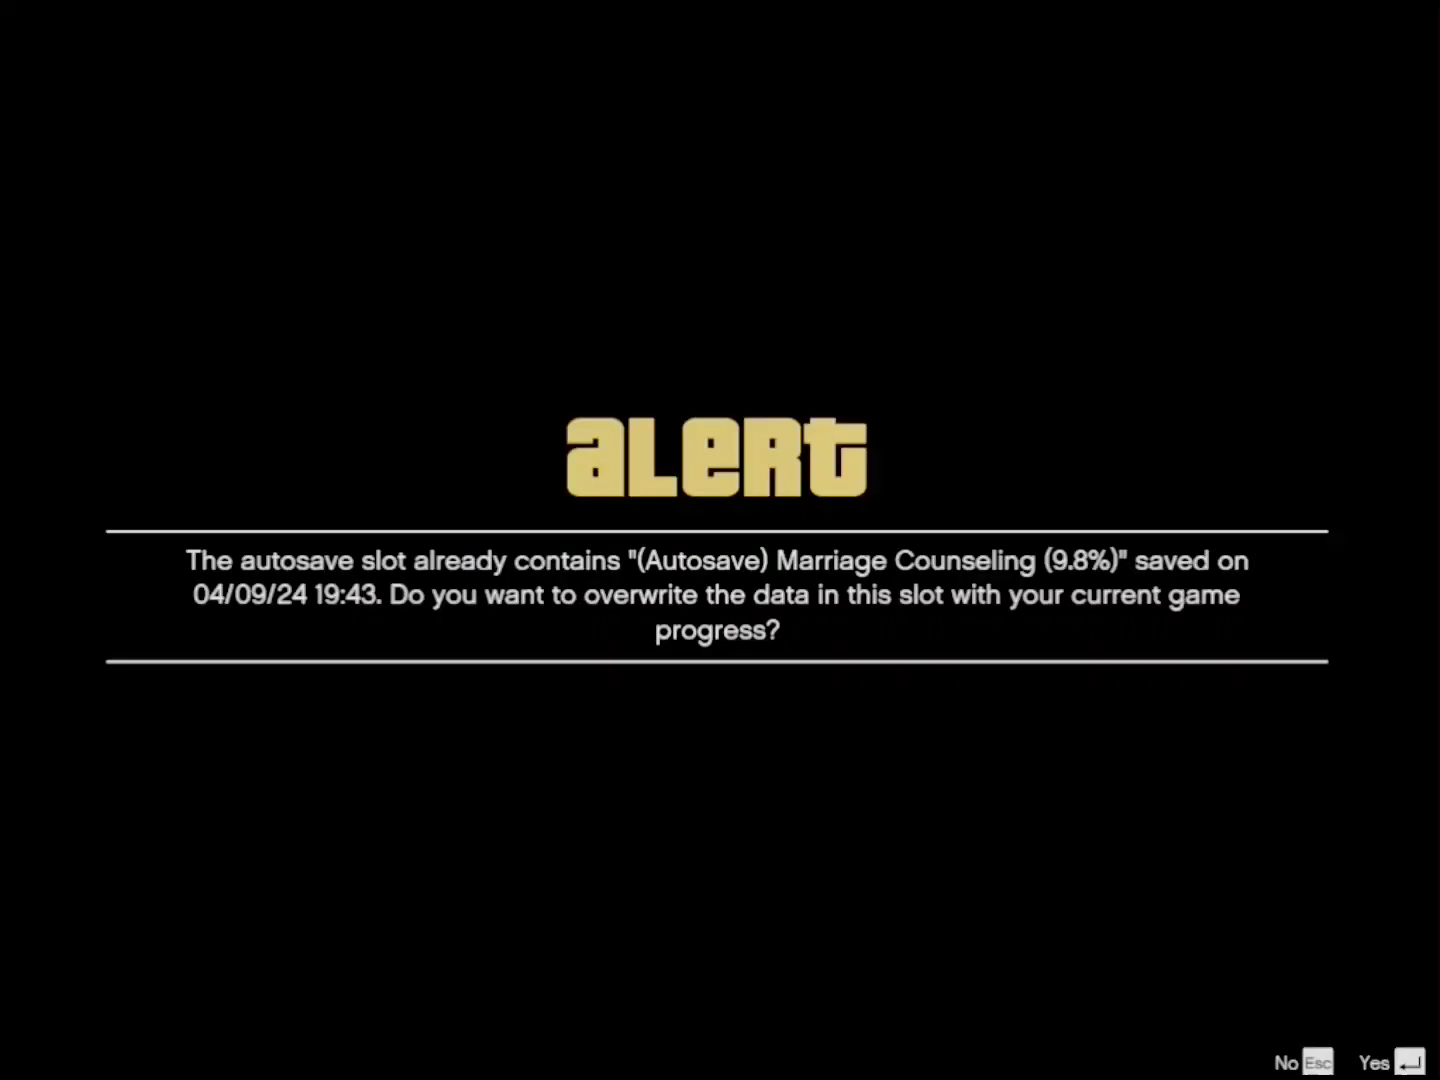 ALERT
The autosave slot already contains "(Autosave) Marriage Counseling (9.8%)" saved on
04/09/24 19:43. Do you want to overwrite the data in this slot with your current game
progress?
No Esc Yes